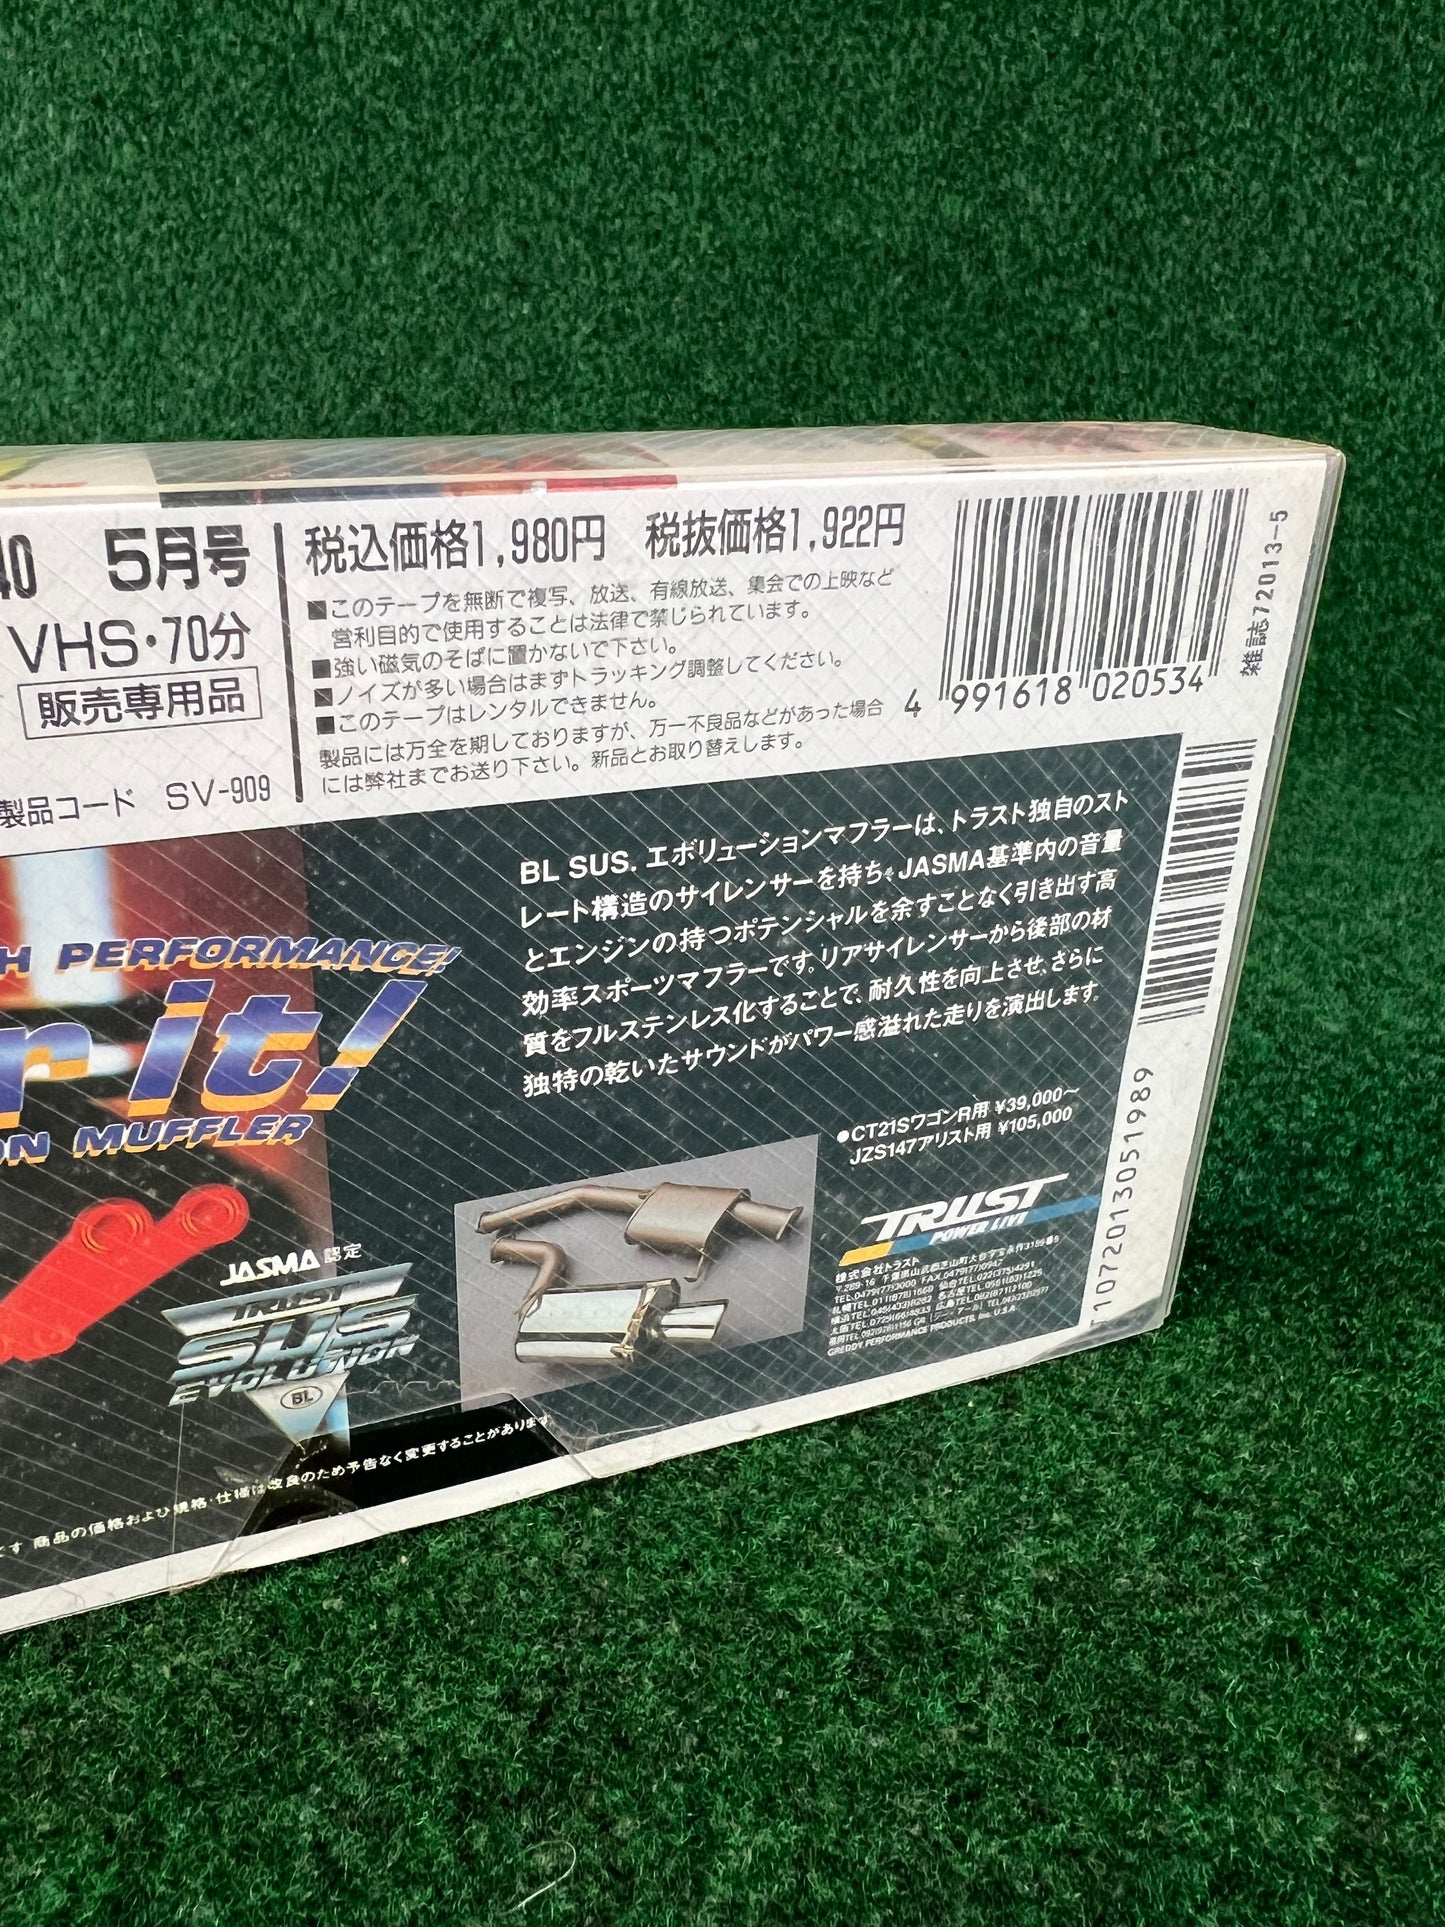 40 5月号
VHS・70分
販売専用品
製品コード SV-909
税込価格1,980円 税抜価格1,922円
■このテープを無断で複写、放送、有線放送、集会での上映など
営利目的で使用することは法律で禁じられています。
■強い磁気のそばに置かないで下さい。
■ノイズが多い場合はまずトラッキング調整してください。
■このテープはレンタルできません。
製品には万全を期しておりますが、万一不良品などがあった場合
には弊社までお送り下さい。新品とお取り替えします。
4 991618 020534
雑誌72013-5
T1072013051989
H PERFORMANCE!
r it!
ON MUFFLER
BL SUS. エボリューションマフラーは、トラスト独自のスト
レート構造のサイレンサーを持ち、JASMA基準内の音量
とエンジンの持つポテンシャルを余すことなく引き出す高
効率スポーツマフラーです。リアサイレンサーから後部の材
質をフルステンレス化することで、耐久性を向上させ、さらに
独特の乾いたサウンドがパワー感溢れた走りを演出します。
●CT21SワゴンR用 ¥39,000〜
JZS147アリスト用 ¥105,000
TRUST
POWER LIVE
株式会社トラスト
GREDDY PERFORMANCE PRODUCTS, Inc. U.S.A.
JASMA認定
TRUST
SUS
EVOLUTION
BL
商品の価格および規格・仕様は改良のため予告なく変更することがあります